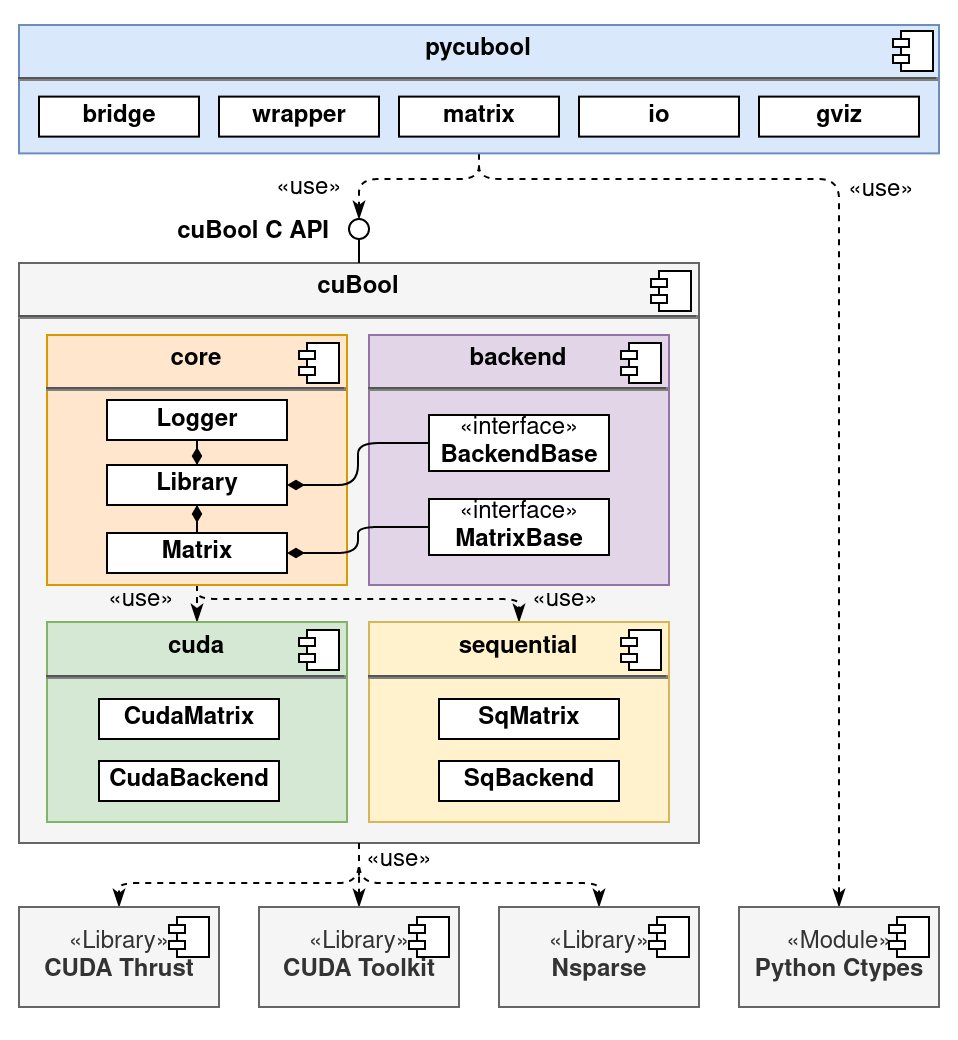 pycubool
bridge
wrapper
matrix
io
gviz
«use»
«use»
cuBool C API
cuBool
core
backend
Logger
«interface»
BackendBase
Library
«interface»
MatrixBase
Matrix
«use»
«use»
cuda
sequential
CudaMatrix
SqMatrix
CudaBackend
SqBackend
«use»
«Library»
CUDA Thrust
«Library»
CUDA Toolkit
«Library»
Nsparse
«Module»
Python Ctypes